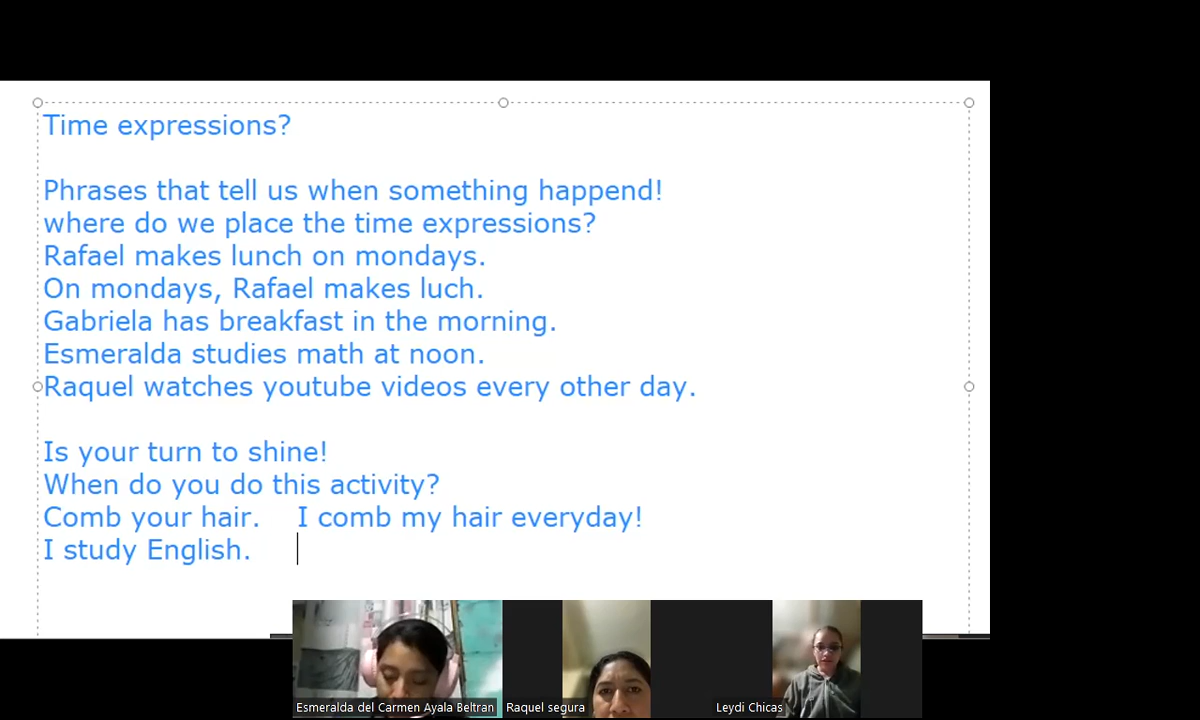 Time expressions?
Phrases that tell us when something happend!
where do we place the time expressions?
Rafael makes lunch on mondays.
On mondays, Rafael makes luch.
Gabriela has breakfast in the morning.
Esmeralda studies math at noon.
Raquel watches youtube videos every other day.
Is your turn to shine!
When do you do this activity?
Comb your hair. I comb my hair everyday!
I study English.
Esmeralda del Carmen Ayala Beltran
Raquel segura
Leydi Chicas